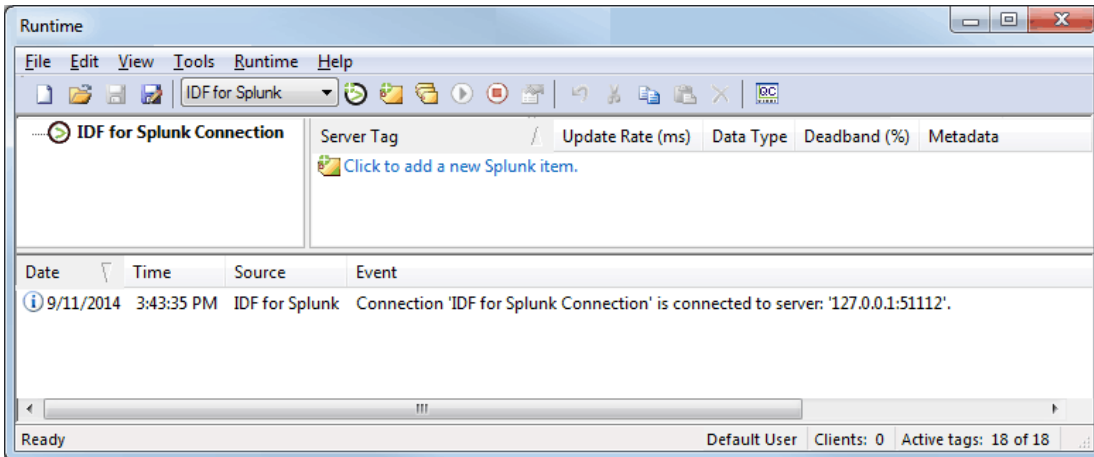 Runtime
File Edit View Tools Runtime Help
IDF for Splunk
QC
IDF for Splunk Connection
Server Tag Update Rate (ms) Data Type Deadband (%) Metadata
Click to add a new Splunk item.
Date Time Source Event
9/11/2014 3:43:35 PM IDF for Splunk Connection 'IDF for Splunk Connection' is connected to server: '127.0.0.1:51112'.
Ready Default User Clients: 0 Active tags: 18 of 18